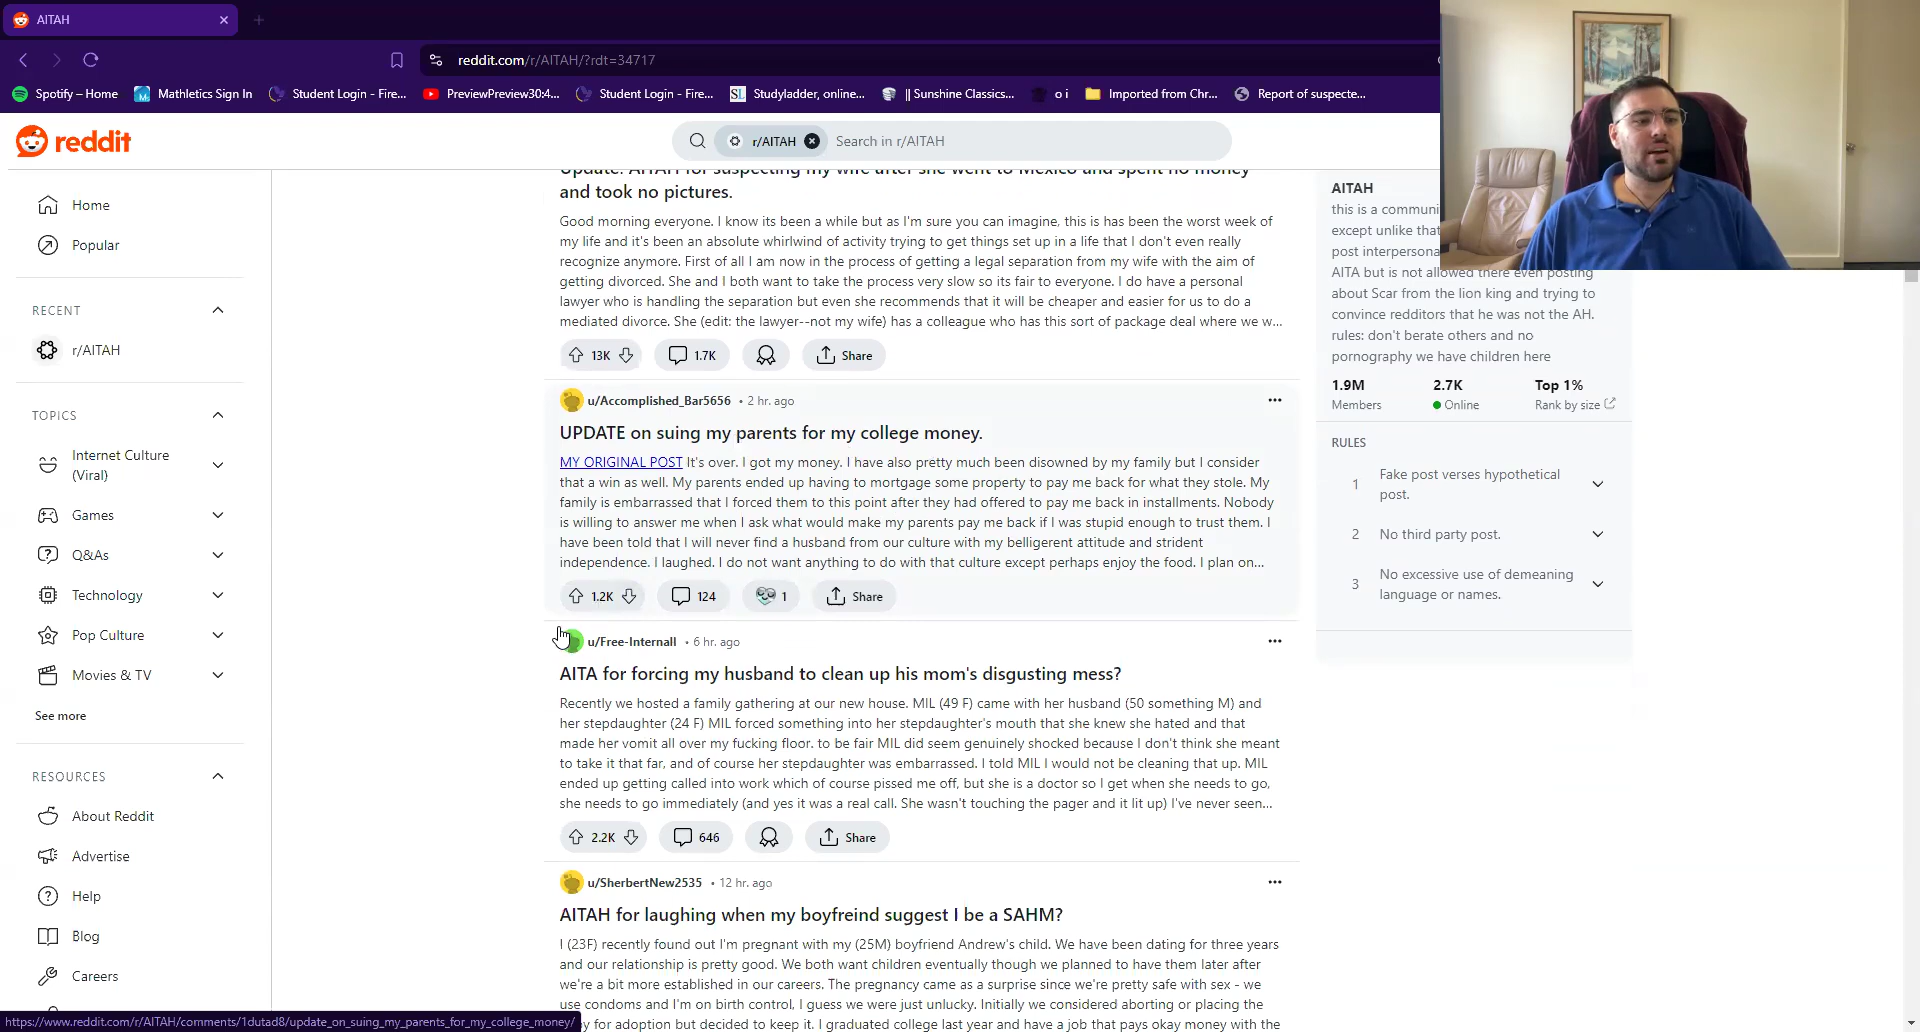 AITAH
reddit.com/r/AITAH/?rdt=34717
Spotify – Home
Mathletics Sign In
Student Login - Fire...
PreviewPreview30:4...
Student Login - Fire...
Studyladder, online...
|| Sunshine Classics...
o i
Imported from Chr...
Report of suspecte...
reddit
r/AITAH
Search in r/AITAH
Home
Popular
RECENT
r/AITAH
TOPICS
Internet Culture
(Viral)
Games
Q&As
Technology
Pop Culture
Movies & TV
See more
RESOURCES
About Reddit
Advertise
Help
Blog
Careers
https://www.reddit.com/r/AITAH/comments/1dutad8/update_on_suing_my_parents_for_my_college_money/
Update: AITAH for suspecting my wife after she went to Mexico and spent no money
and took no pictures.
Good morning everyone. I know its been a while but as I'm sure you can imagine, this is has been the worst week of
my life and it's been an absolute whirlwind of activity trying to get things set up in a life that I don't even really
recognize anymore. First of all I am now in the process of getting a legal separation from my wife with the aim of
getting divorced. She and I both want to take the process very slow so its fair to everyone. I do have a personal
lawyer who is handling the separation but even she recommends that it will be cheaper and easier for us to do a
mediated divorce. She (edit: the lawyer--not my wife) has a colleague who has this sort of package deal where we w...
13K
1.7K
Share
u/Accomplished_Bar5656 • 2 hr. ago
UPDATE on suing my parents for my college money.
MY ORIGINAL POST It's over. I got my money. I have also pretty much been disowned by my family but I consider
that a win as well. My parents ended up having to mortgage some property to pay me back for what they stole. My
family is embarrassed that I forced them to this point after they had offered to pay me back in installments. Nobody
is willing to answer me when I ask what would make my parents pay me back if I was stupid enough to trust them. I
have been told that I will never find a husband from our culture with my belligerent attitude and strident
independence. I laughed. I do not want anything to do with that culture except perhaps enjoy the food. I plan on...
1.2K
124
1
Share
u/Free-Internall • 6 hr. ago
AITA for forcing my husband to clean up his mom's disgusting mess?
Recently we hosted a family gathering at our new house. MIL (49 F) came with her husband (50 something M) and
her stepdaughter (24 F) MIL forced something into her stepdaughter's mouth that she knew she hated and that
made her vomit all over my fucking floor. to be fair MIL did seem genuinely shocked because I don't think she meant
to take it that far, and of course her stepdaughter was embarrassed. I told MIL I would not be cleaning that up. MIL
ended up getting called into work which of course pissed me off, but she is a doctor so I get when she needs to go,
she needs to go immediately (and yes it was a real call. She wasn't touching the pager and it lit up) I've never seen...
2.2K
646
Share
u/SherbertNew2535 • 12 hr. ago
AITAH for laughing when my boyfreind suggest I be a SAHM?
I (23F) recently found out I'm pregnant with my (25M) boyfriend Andrew's child. We have been dating for three years
and our relationship is pretty good. We both want children eventually though we planned to have them later after
we're a bit more established in our careers. The pregnancy came as a surprise since we're pretty safe with sex - we
use condoms and I'm on birth control, I guess we were just unlucky. Initially we considered aborting or placing the
y for adoption but decided to keep it. I graduated college last year and have a job that pays okay money with the
AITAH
this is a communi
except unlike that
post interpersona
AITA but is not allowed there even posting
about Scar from the lion king and trying to
convince redditors that he was not the AH.
rules: don't berate others and no
pornography we have children here
1.9M
Members
2.7K
Online
Top 1%
Rank by size
RULES
1
Fake post verses hypothetical
post.
2
No third party post.
3
No excessive use of demeaning
language or names.